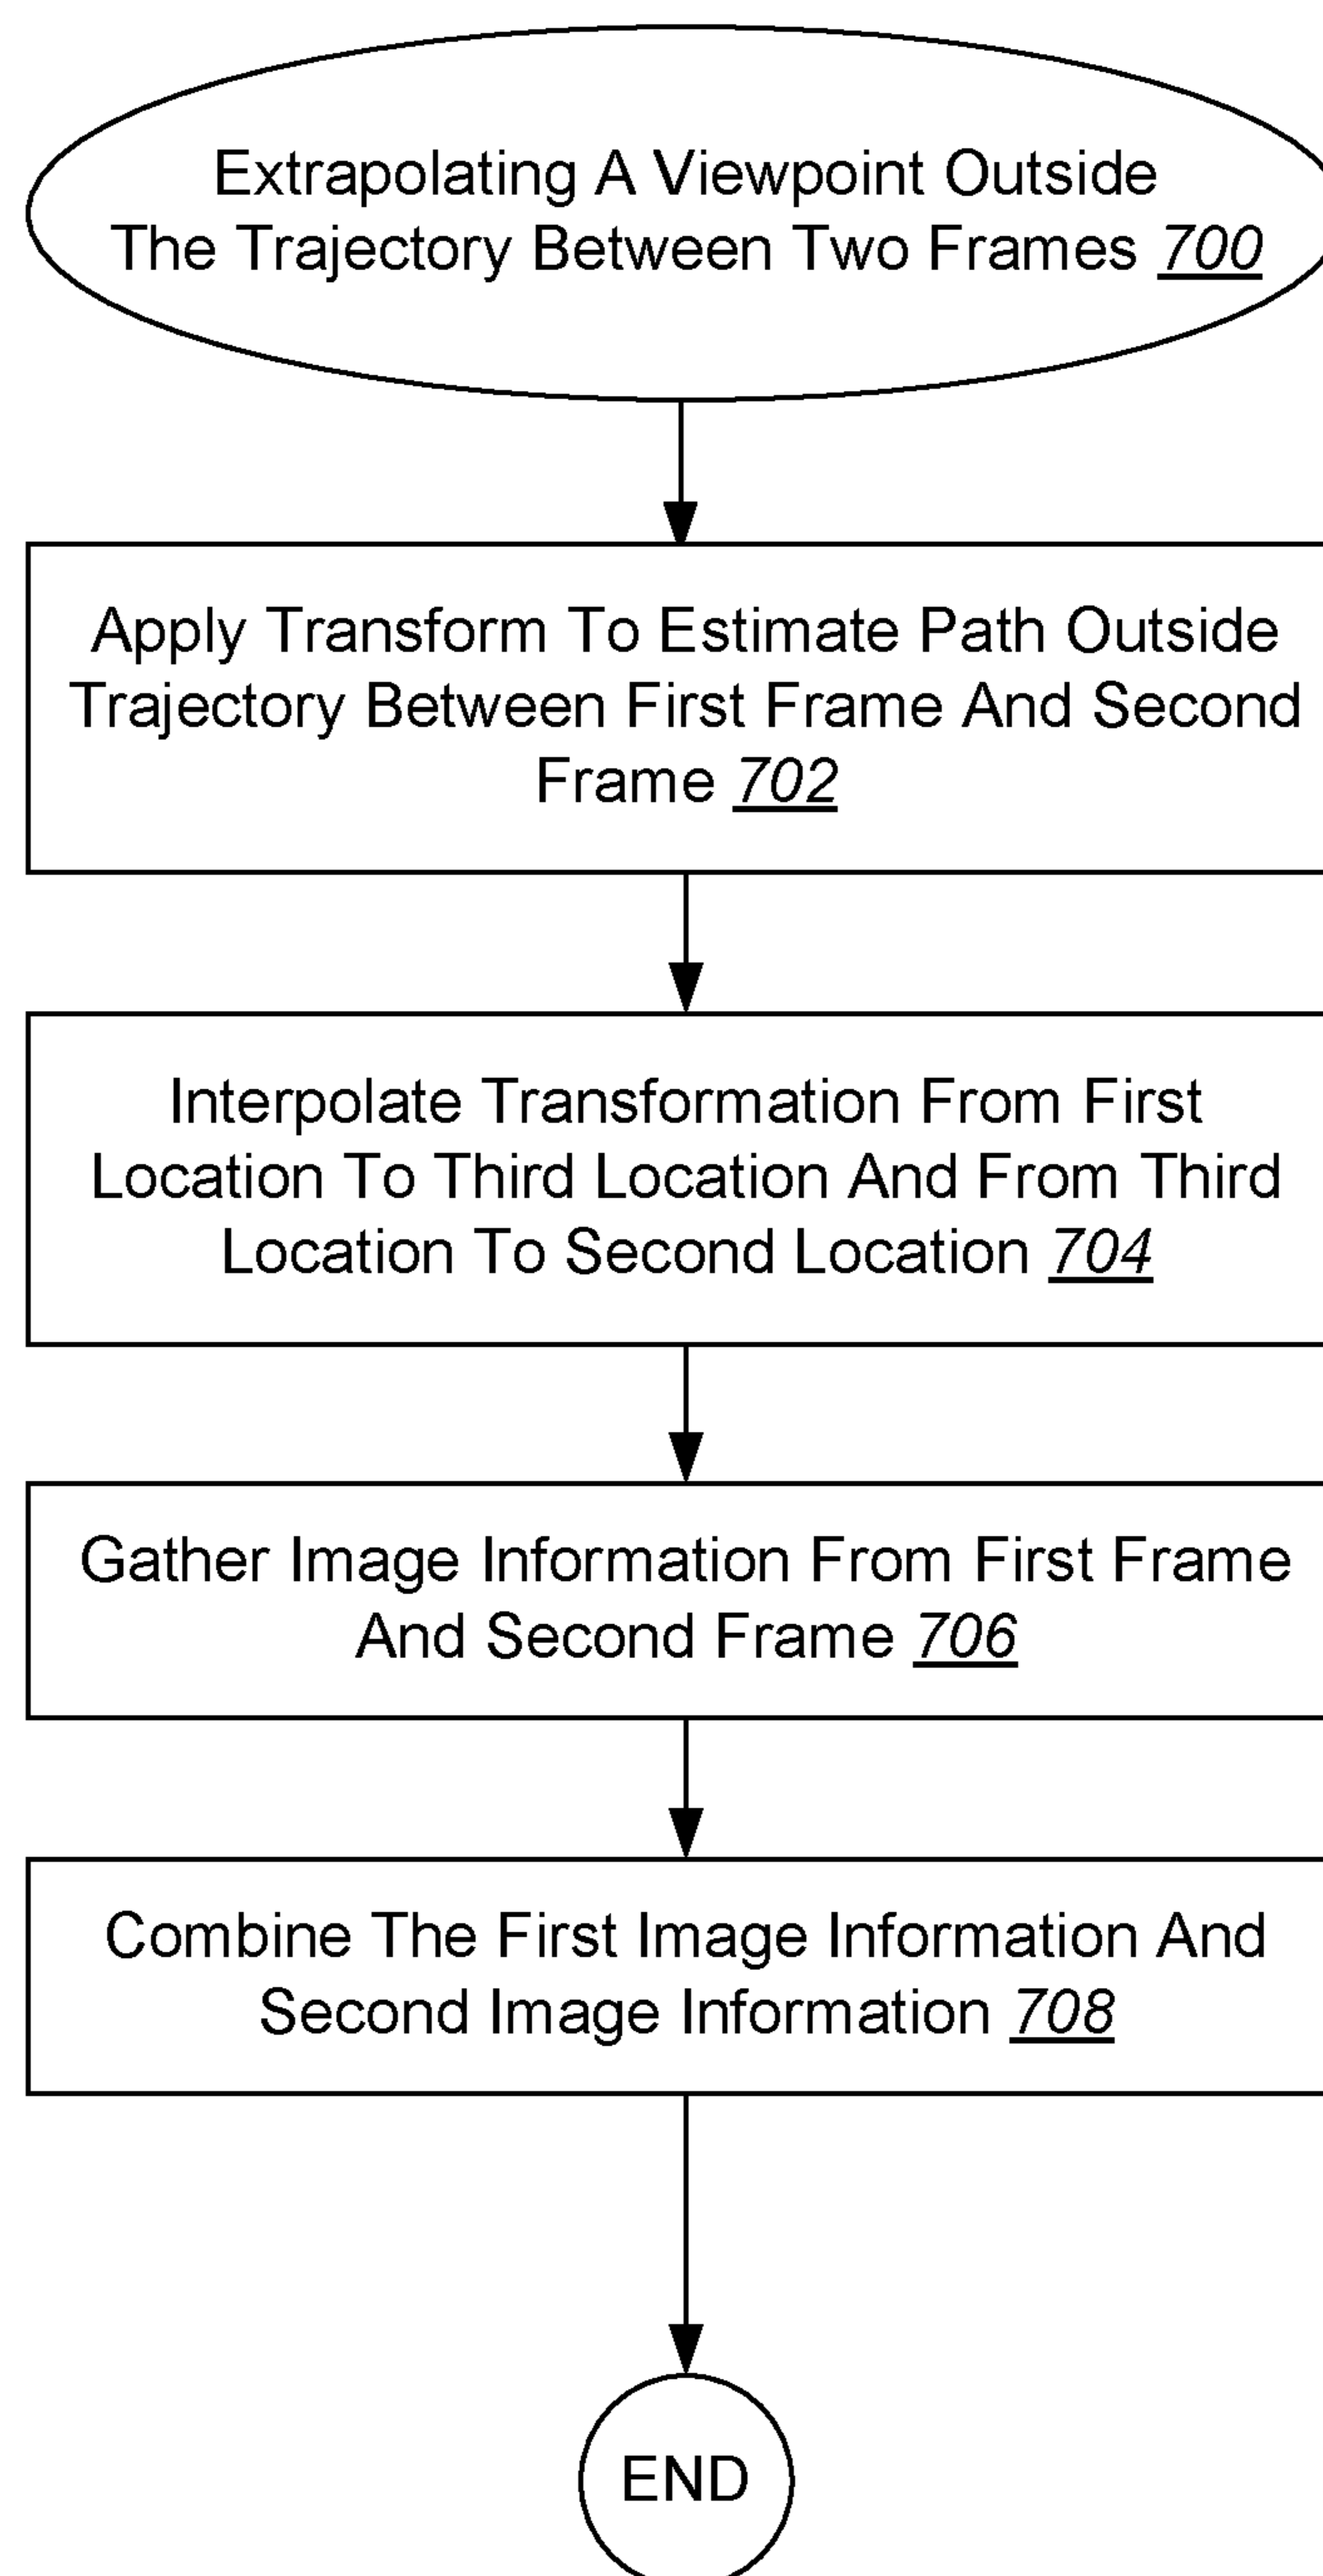 Extrapolating A Viewpoint Outside
The Trajectory Between Two Frames 700
Apply Transform To Estimate Path Outside
Trajectory Between First Frame And Second
Frame 702
Interpolate Transformation From First
Location To Third Location And From Third
Location To Second Location 704
Gather Image Information From First Frame
And Second Frame 706
Combine The First Image Information And
Second Image Information 708
END